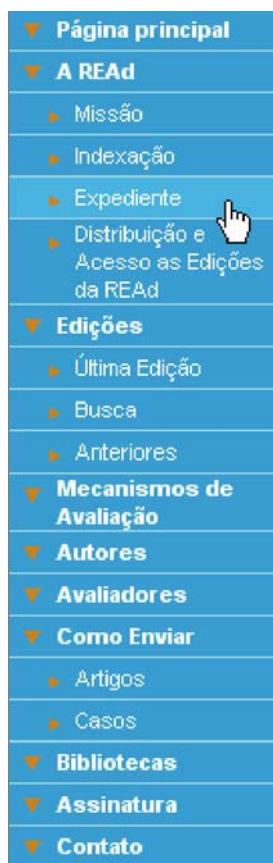 Página principal
A REAd
Missão
Indexação
Expediente
Distribuição e
Acesso as Edições
da REAd
Edições
Última Edição
Busca
Anteriores
Mecanismos de
Avaliação
Autores
Avaliadores
Como Enviar
Artigos
Casos
Bibliotecas
Assinatura
Contato